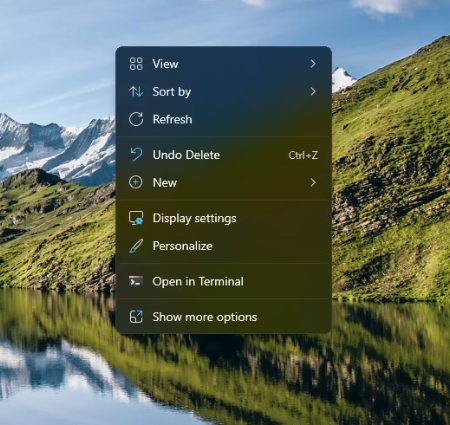 View
Sort by
Refresh
Undo Delete Ctrl+Z
New
Display settings
Personalize
Open in Terminal
Show more options